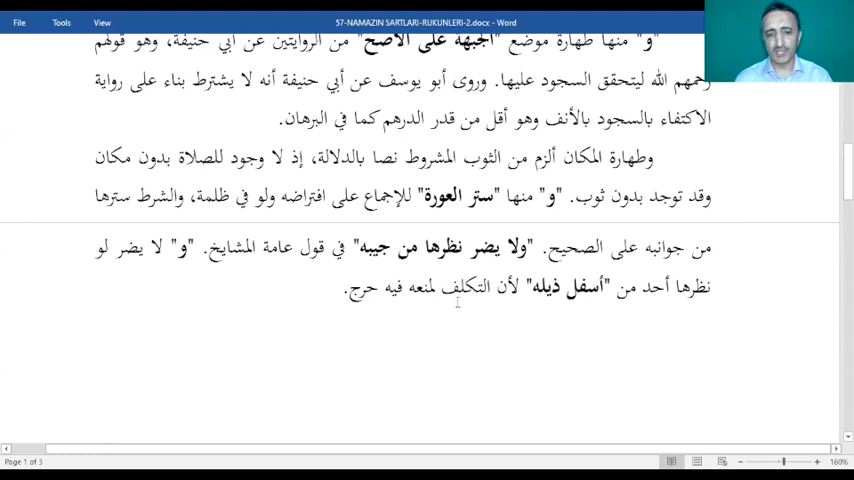 File Tools View 57-NAMAZIN SARTLARI-RUKUNLERI-2.docx - Word
"و" منها طهارة موضع "الجبهة على الأصح" من الروايتين عن أبي حنيفة، وهو قولهم
رحمهم الله ليتحقق السجود عليها. وروى أبو يوسف عن أبي حنيفة أنه لا يشترط بناء على رواية
الاكتفاء بالسجود بالأنف وهو أقل من قدر الدرهم كما في البرهان.
وطهارة المكان ألزم من الثوب المشروط نصا بالدلالة، إذ لا وجود للصلاة بدون مكان
وقد توجد بدون ثوب. "و" منها "ستر العورة" للإجماع على افتراضه ولو في ظلمة، والشرط سترها
من جوانبه على الصحيح. "ولا يضر نظرها من جيبه" في قول عامة المشايخ. "و" لا يضر لو
نظرها أحد من "أسفل ذيله" لأن التكلف لمنعه فيه حرج.
Page 1 of 3 160%